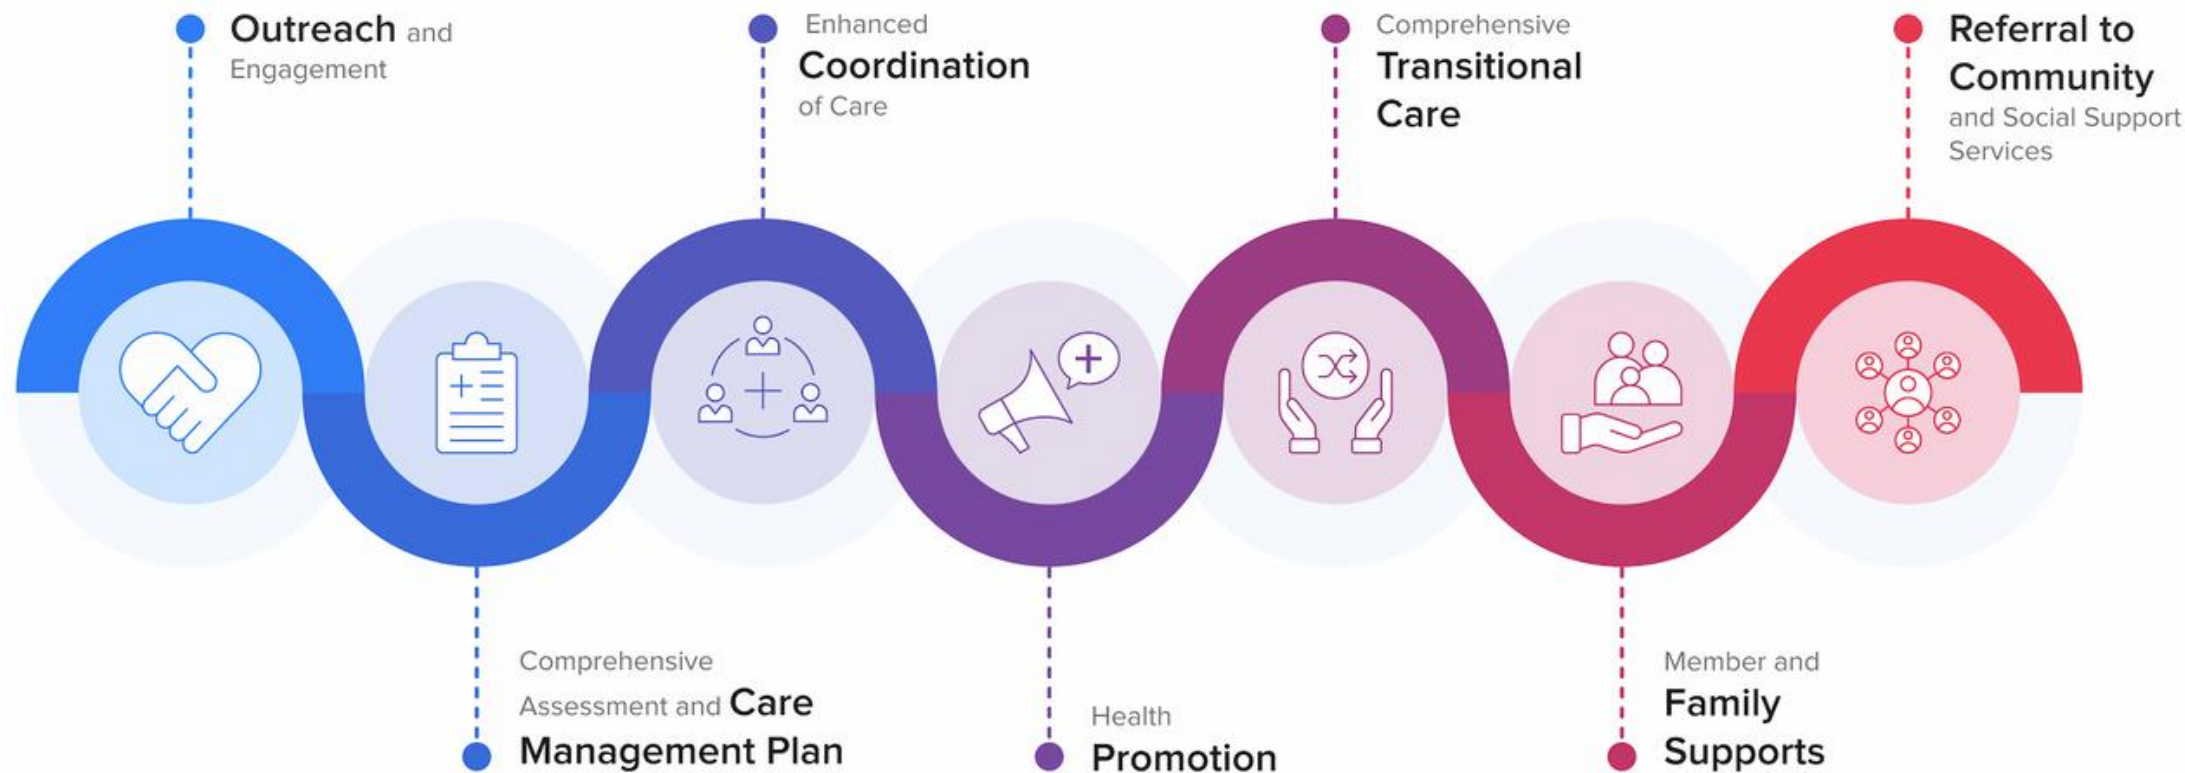 Outreach and
Engagement
Comprehensive
Assessment and Care
Management Plan
Enhanced
Coordination
of Care
Health
Promotion
Comprehensive
Transitional
Care
Member and
Family
Supports
Referral to
Community
and Social Support
Services